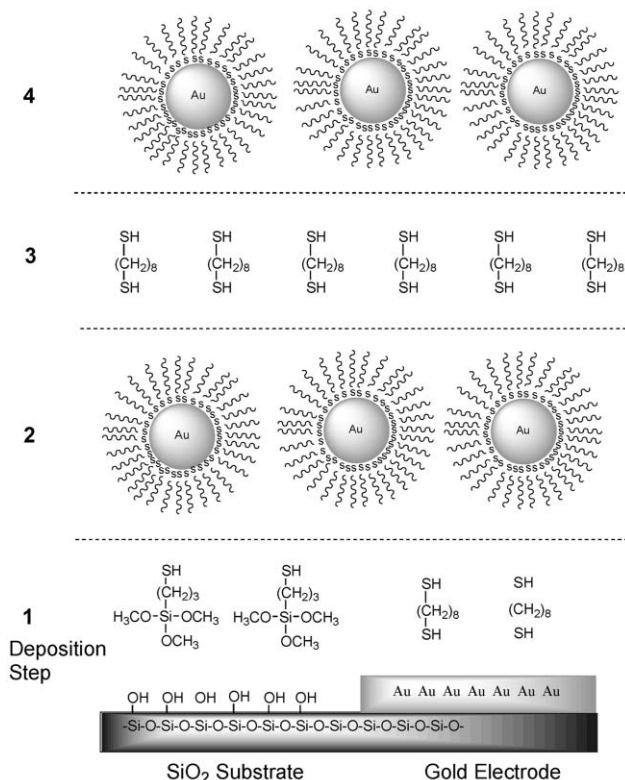 4
Au Au Au
SH SH SH SH SH SH
3
(CH₂)₈ (CH₂)₈ (CH₂)₈ (CH₂)₈ (CH₂)₈ (CH₂)₈
SH SH SH SH SH SH
2
Au Au Au
SH SH SH SH
(CH₂)₃ (CH₂)₃ (CH₂)₈ (CH₂)₈
1
H₃CO-Si-OCH₃ H₃CO-Si-OCH₃ SH SH
OCH₃ OCH₃
Deposition
Step
OH OH OH OH OH OH
Au Au Au Au Au Au Au
-Si-O-Si-O-Si-O-Si-O-Si-O-Si-O-Si-O-Si-O-Si-O-Si-O-
SiO₂ Substrate Gold Electrode